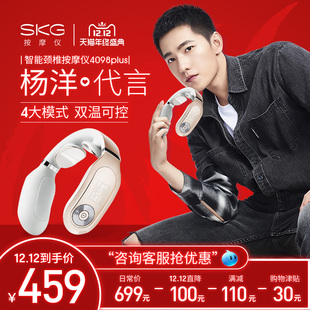 SKG
按摩仪
12.12
天猫年终盛典
智能颈椎按摩仪4098plus
杨洋·代言
4大模式 双温可控
12.12到手价
¥459
“咨询客服抢优惠”
日常价 12.12直降 满减 购物津贴
699元-100元-110元-30元